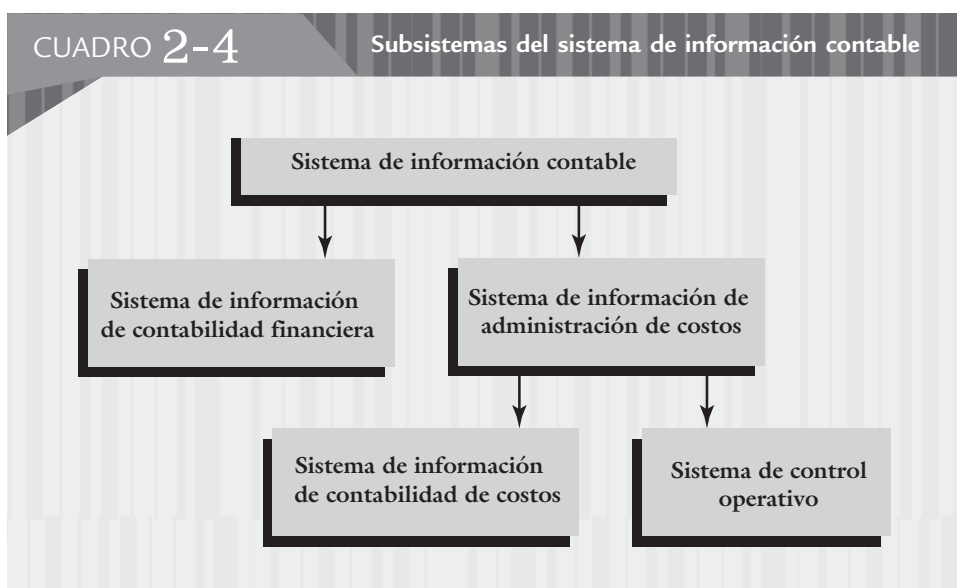 CUADRO 2-4
Subsistemas del sistema de información contable
Sistema de información contable
Sistema de información
de contabilidad financiera
Sistema de información de
administración de costos
Sistema de información
de contabilidad de costos
Sistema de control
operativo